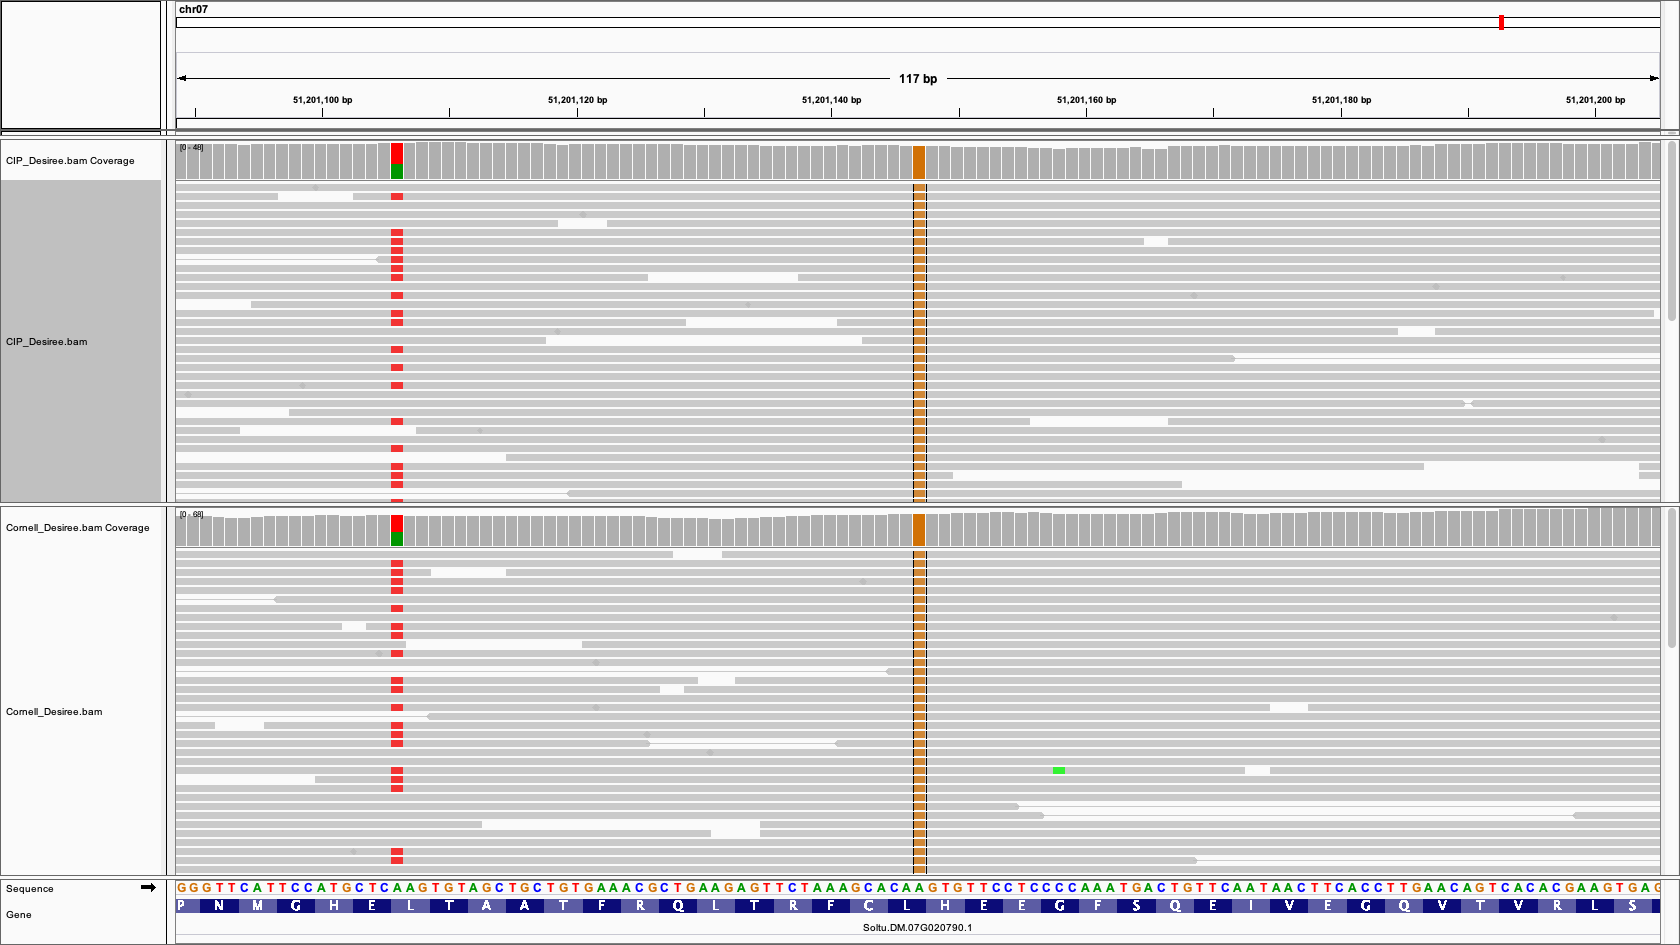 chr07
117 bp
51,201,100 bp 51,201,120 bp 51,201,140 bp 51,201,160 bp 51,201,180 bp 51,201,200 bp
[0 - 48]
CIP_Desiree.bam Coverage
CIP_Desiree.bam
[0 - 68]
Cornell_Desiree.bam Coverage
Cornell_Desiree.bam
Sequence GGGTTCATTCCATGCTCAAGTGTAGCTGCTGTGAAACGCTGAAGAGTTCTAAAGCACAAGTGTTCCTCCCCAAATGACTGTTCAATAACTTCACCTTGAACAGTCACACGAAGTGAG
Gene P N M G H E L T A A T F R Q L T R F C L H E E G F S Q E I V E G Q V T V R L S
Soltu.DM.07G020790.1